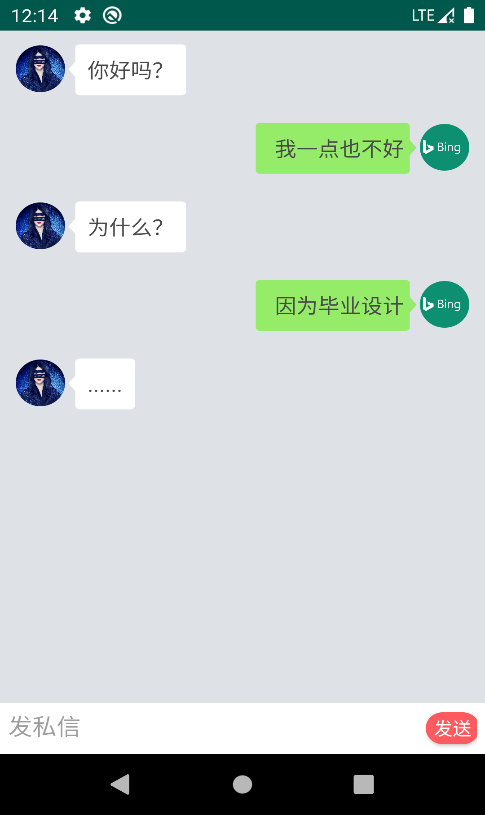 12:14 LTE
你好吗?
我一点也不好
Bing
为什么?
因为毕业设计
Bing
......
发私信
发送